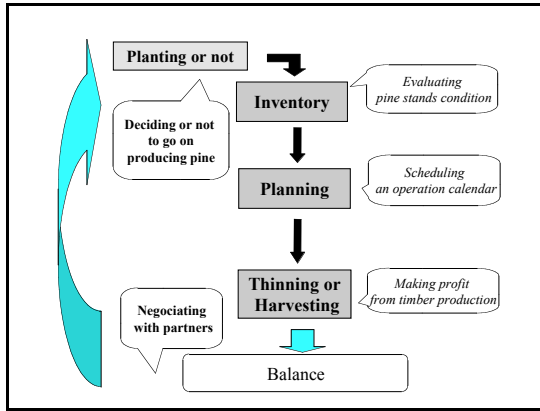 Planting or not
Inventory
Evaluating
pine stands condition
Deciding or not
to go on
producing pine
Planning
Scheduling
an operation calendar
Thinning or
Harvesting
Making profit
from timber production
Negociating
with partners
Balance